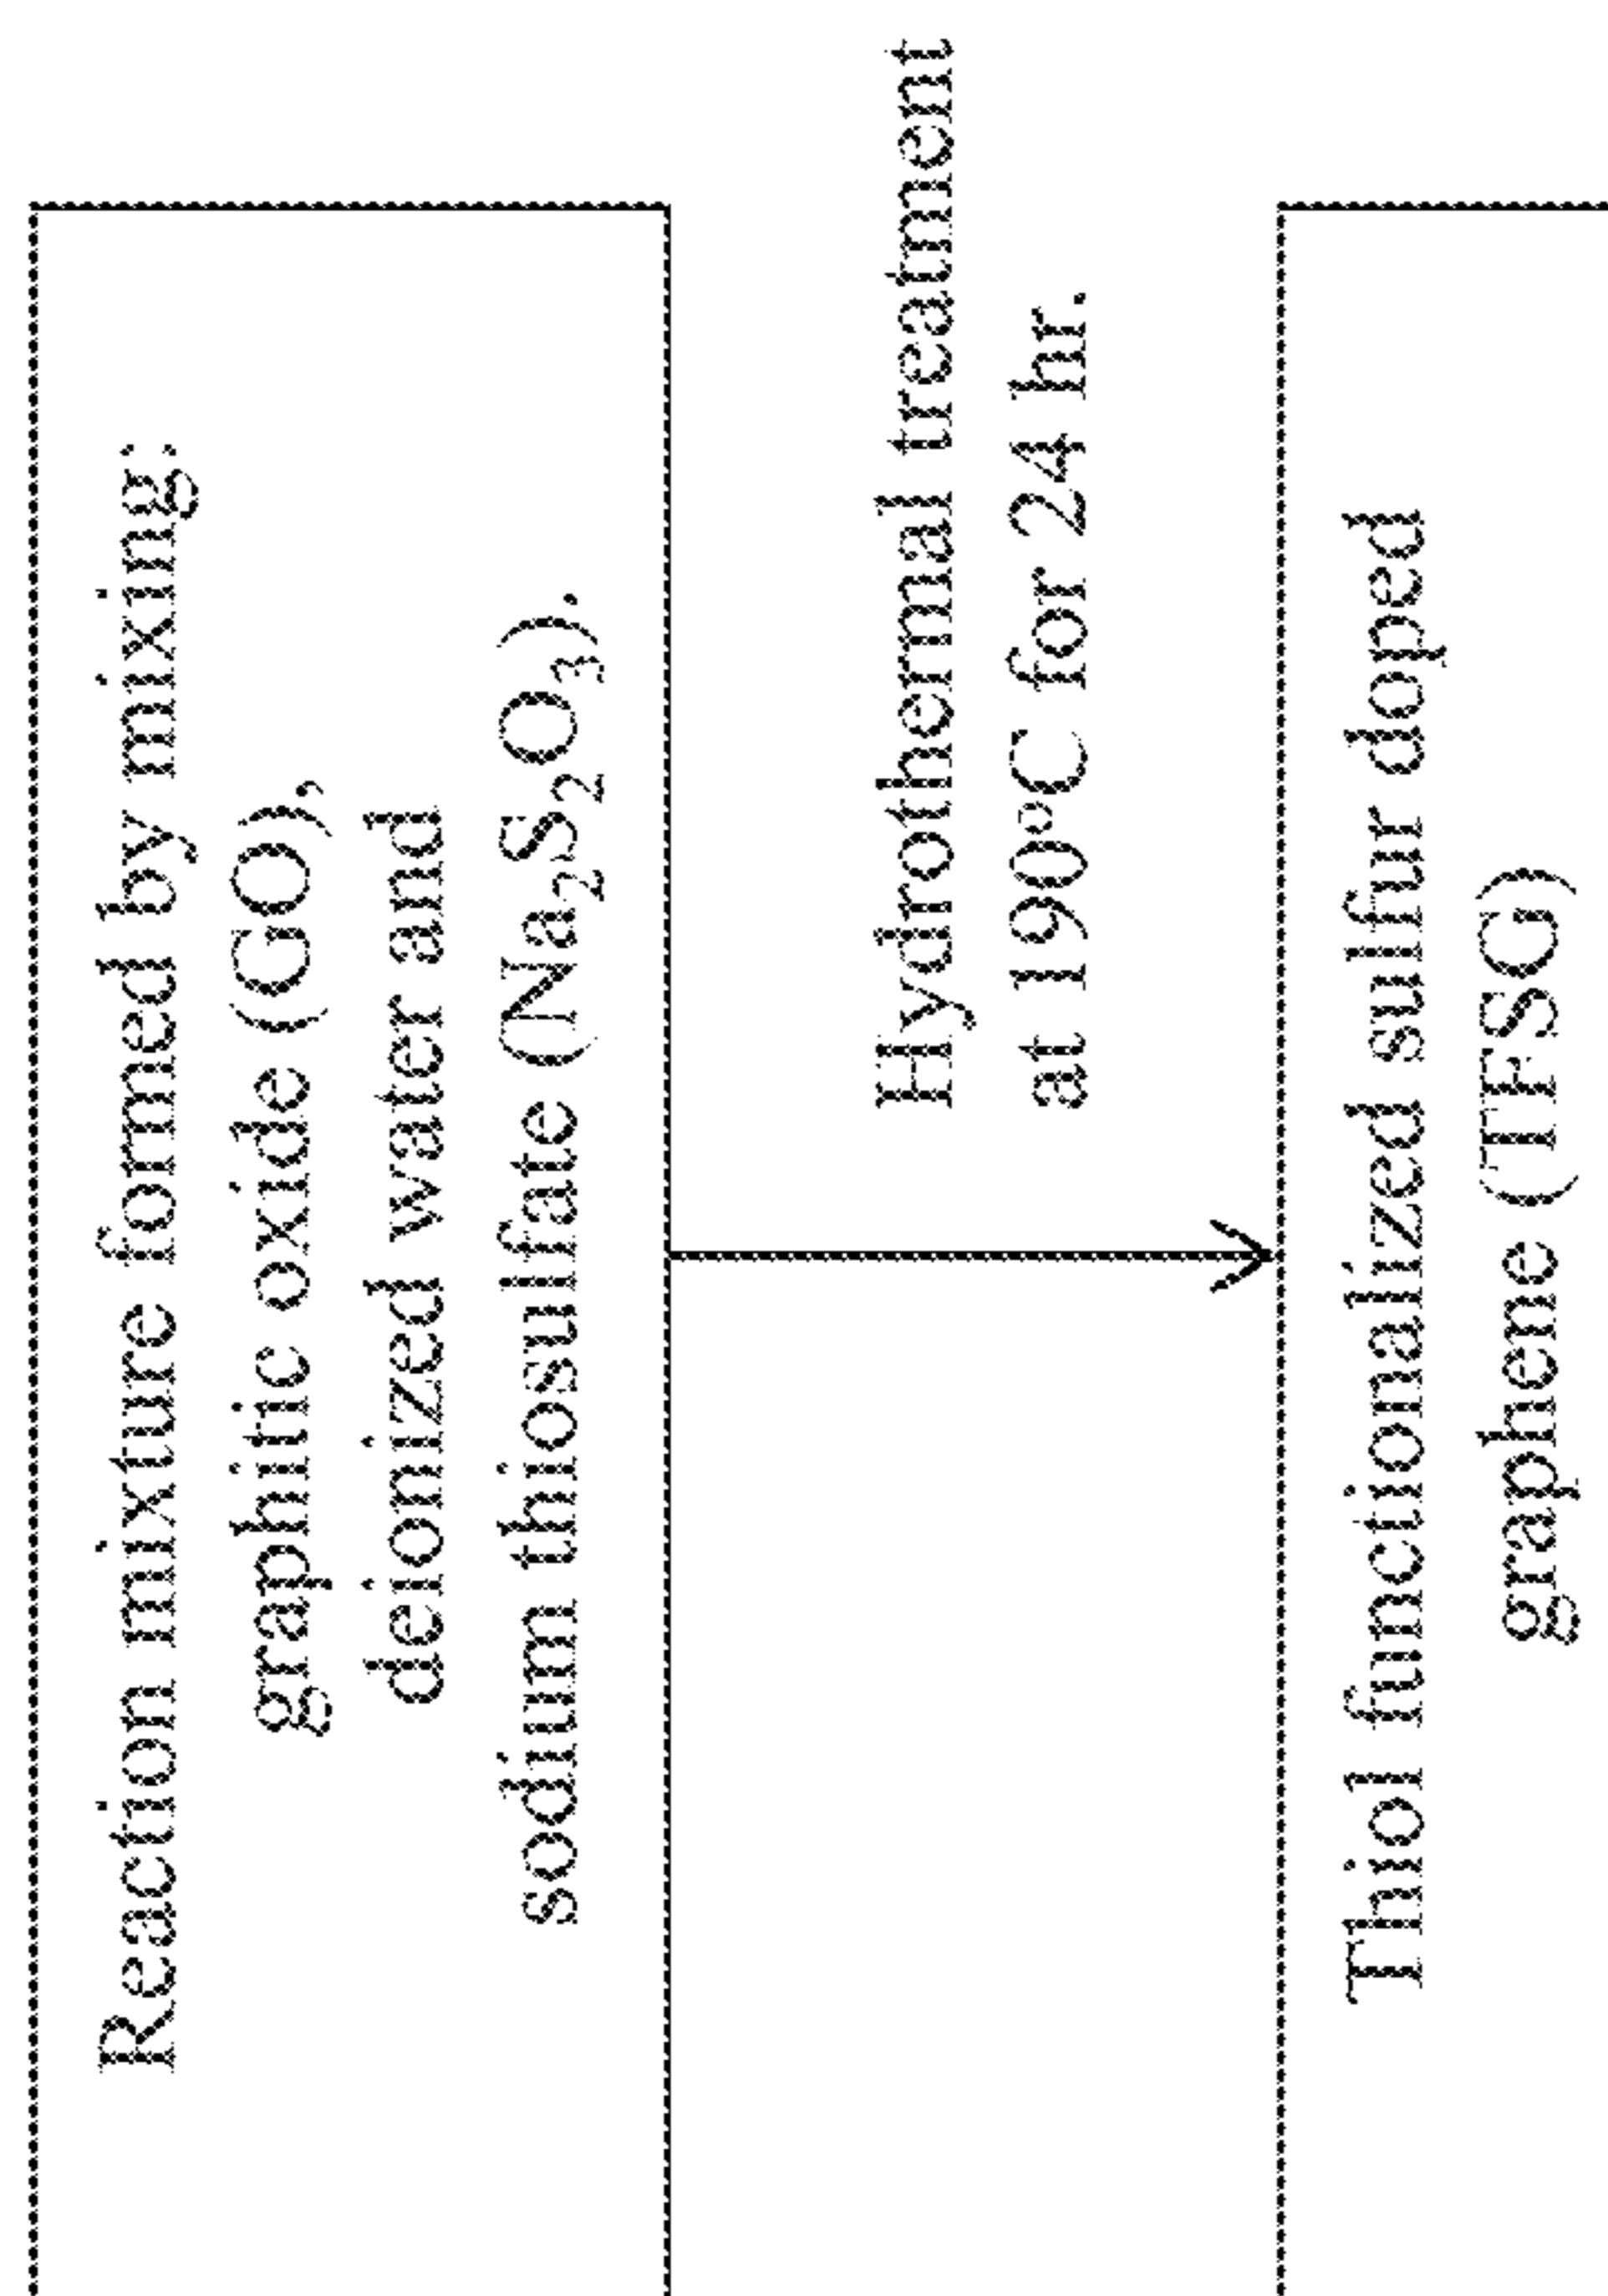 Reaction mixture formed by mixing:
graphitic oxide (GO),
deionized water and
sodium thiosulfate (Na₂S₂O₃).
Hydrothermal treatment
at 190°C for 24 hr.
Thiol functionalized sulfur doped
graphene (TFSG)